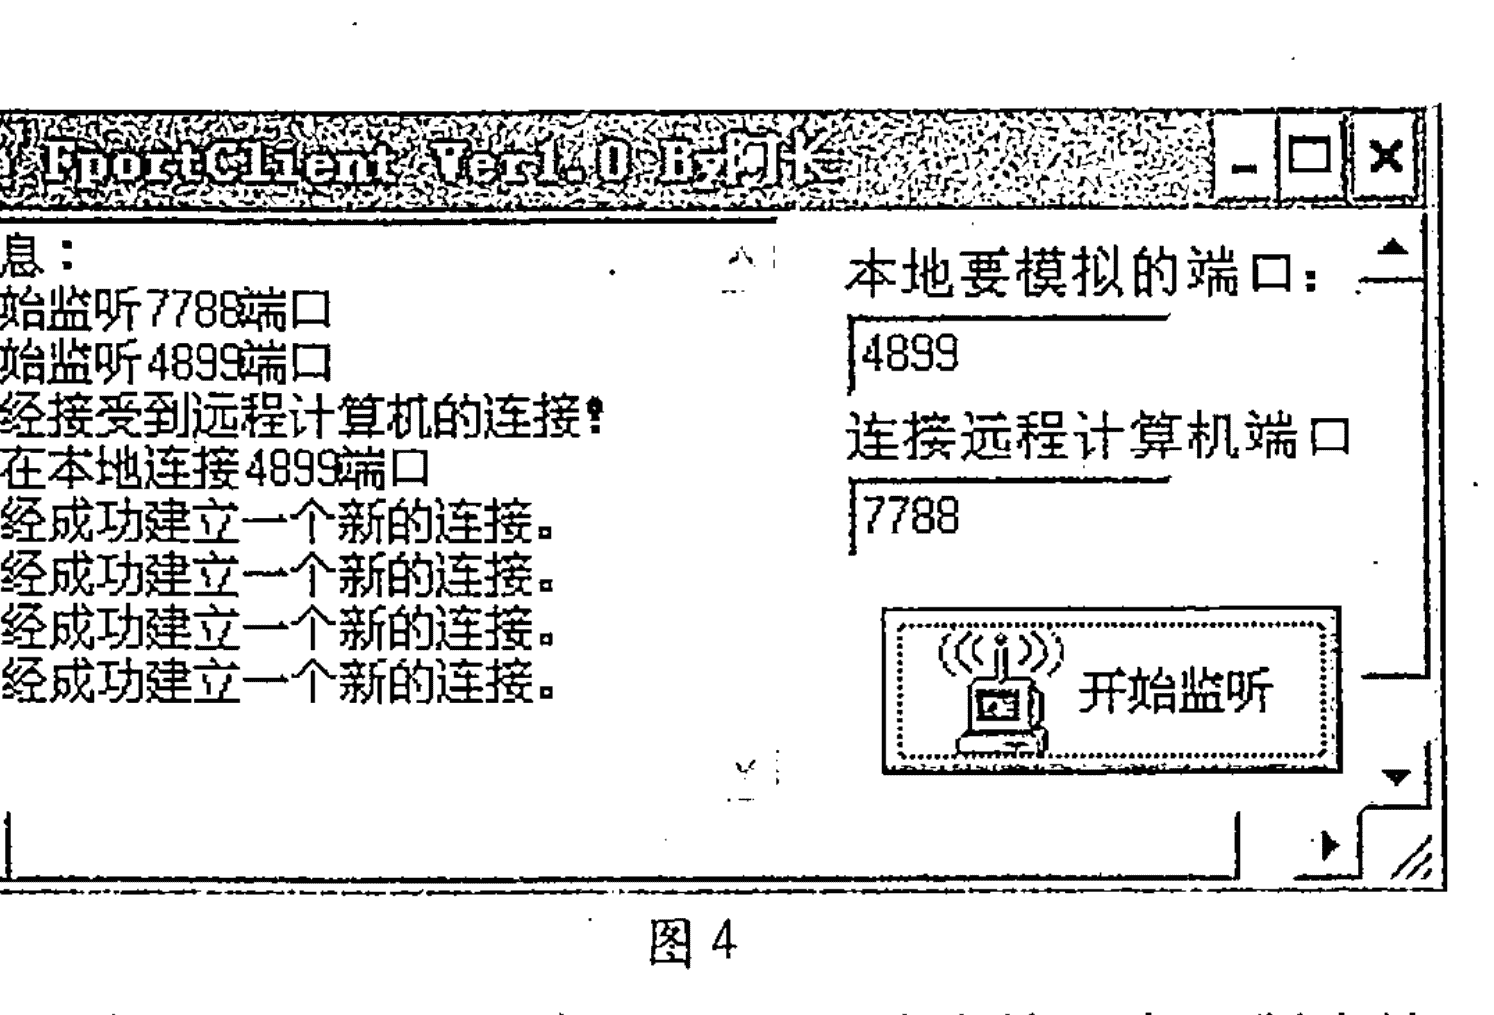 FportClient Ver1.0 By阿长
息：
始监听7788端口
始监听4899端口
经接受到远程计算机的连接！
在本地连接4899端口
经成功建立一个新的连接。
经成功建立一个新的连接。
经成功建立一个新的连接。
经成功建立一个新的连接。
本地要模拟的端口：
4899
连接远程计算机端口
7788
开始监听
图 4